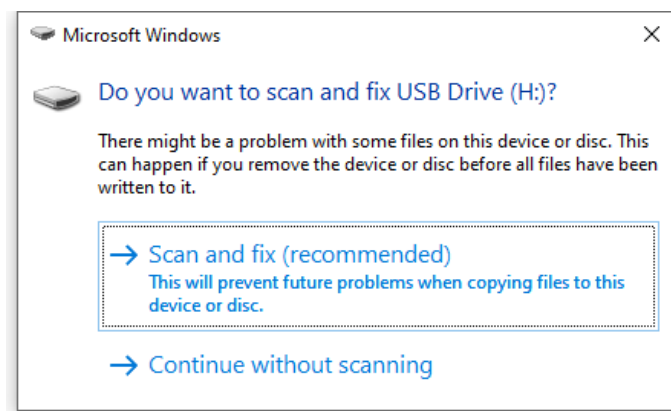 Microsoft Windows
Do you want to scan and fix USB Drive (H:)?
There might be a problem with some files on this device or disc. This
can happen if you remove the device or disc before all files have been
written to it.
Scan and fix (recommended)
This will prevent future problems when copying files to this
device or disc.
Continue without scanning